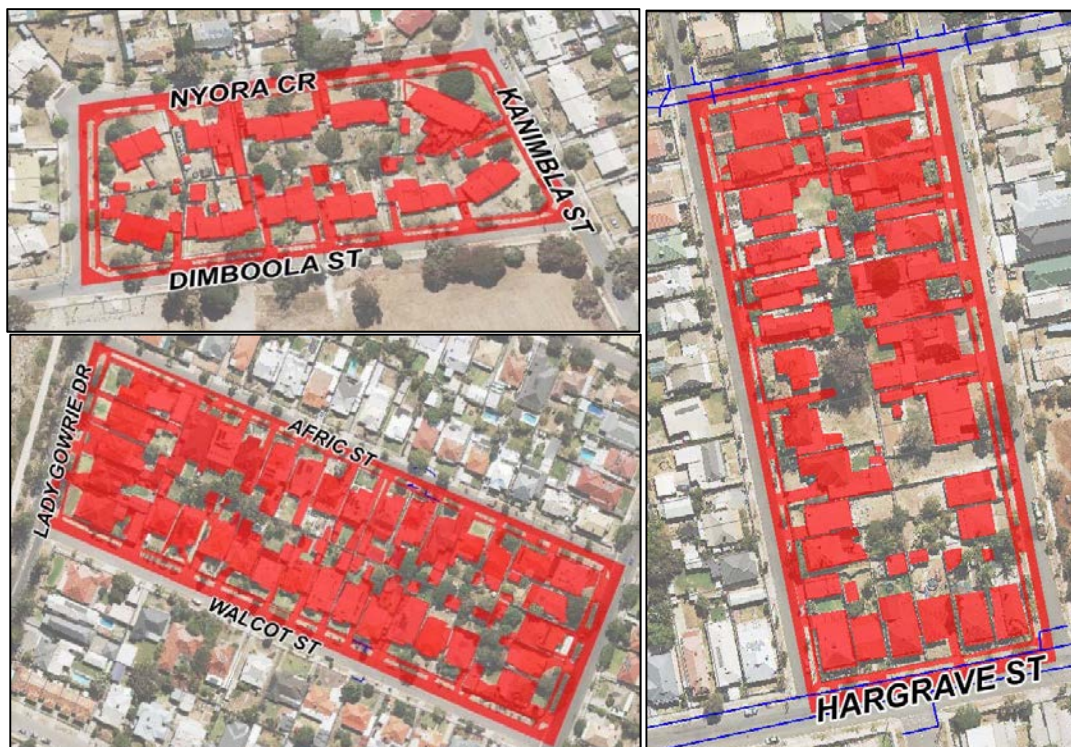 NYORA CR
KANIMBLA ST
DIMBOOLA ST
LADY GOWRIE DR
AFRIC ST
WALCOT ST
HARGRAVE ST